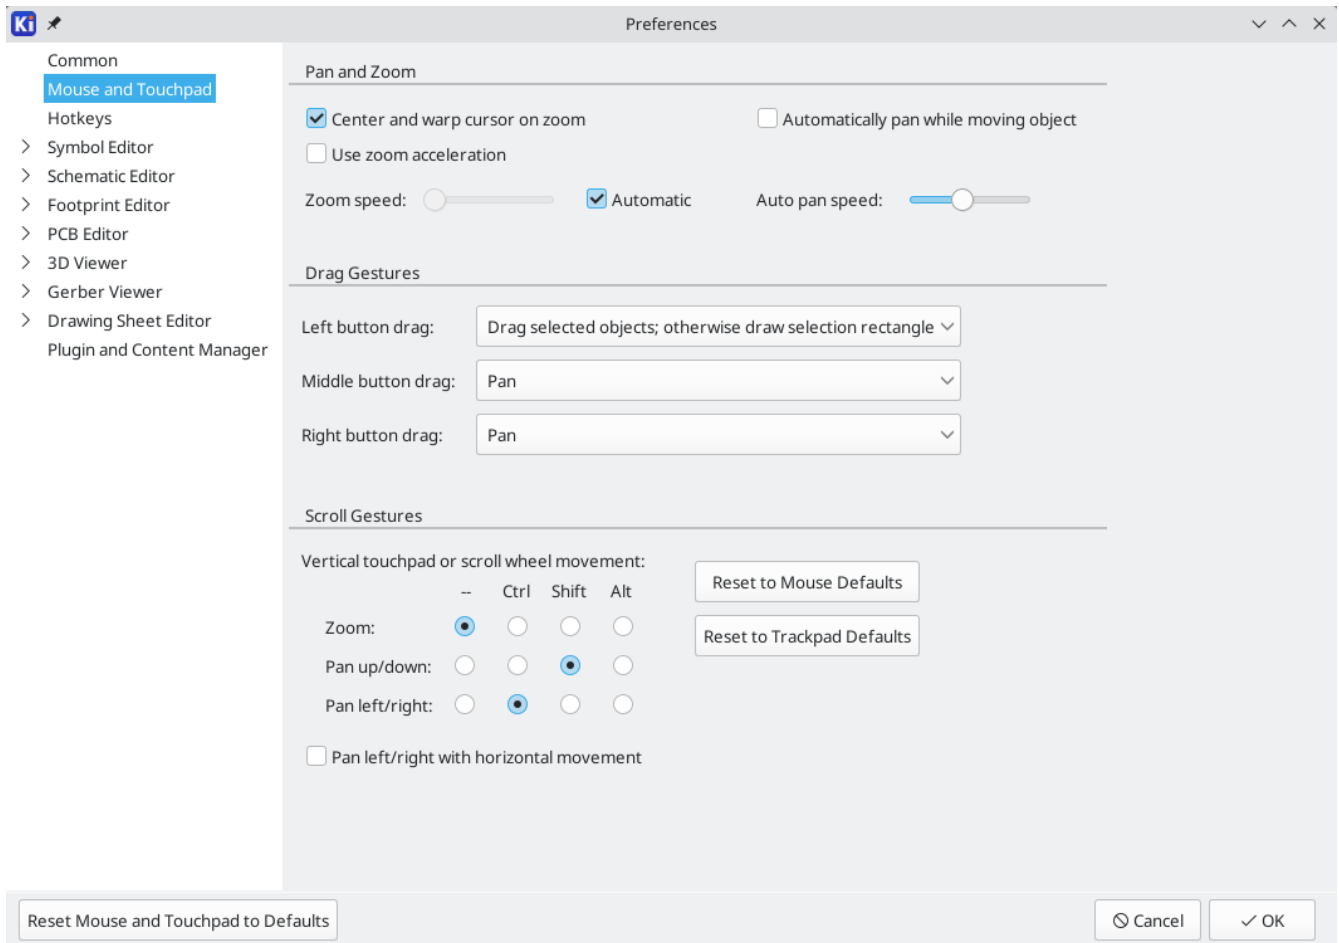 Ki
Preferences
Common
Mouse and Touchpad
Hotkeys
Symbol Editor
Schematic Editor
Footprint Editor
PCB Editor
3D Viewer
Gerber Viewer
Drawing Sheet Editor
Plugin and Content Manager
Pan and Zoom
Center and warp cursor on zoom
Automatically pan while moving object
Use zoom acceleration
Zoom speed:
Automatic
Auto pan speed:
Drag Gestures
Left button drag:
Drag selected objects; otherwise draw selection rectangle
Middle button drag:
Pan
Right button drag:
Pan
Scroll Gestures
Vertical touchpad or scroll wheel movement:
-- Ctrl Shift Alt
Zoom:
Pan up/down:
Pan left/right:
Reset to Mouse Defaults
Reset to Trackpad Defaults
Pan left/right with horizontal movement
Reset Mouse and Touchpad to Defaults
Cancel
OK